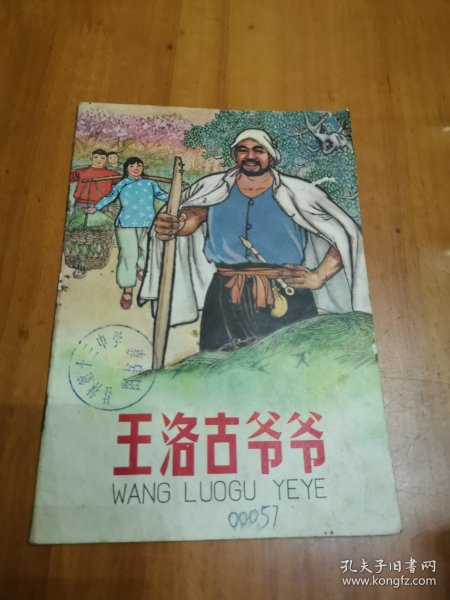 王洛古爷爷
WANG LUOGU YEYE
00057
孔夫子旧书网
www.kongfz.com